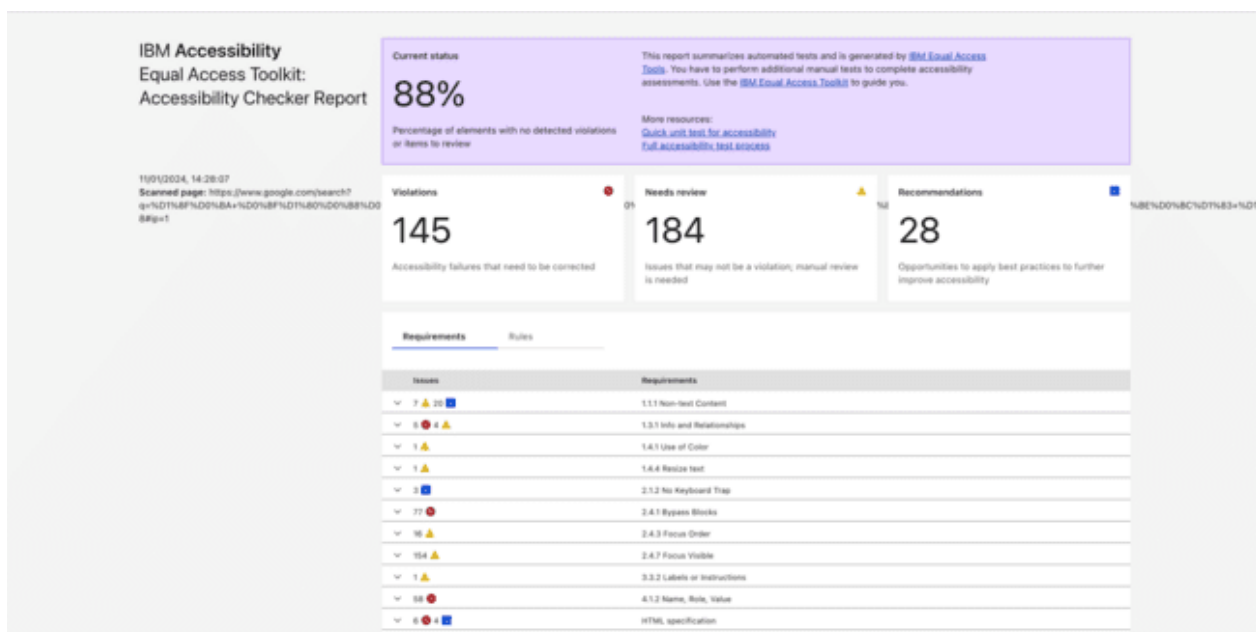 IBM Accessibility
Equal Access Toolkit:
Accessibility Checker Report
Current status
88%
Percentage of elements with no detected violations
or items to review
This report summarizes automated tests and is generated by IBM Equal Access
Tools. You have to perform additional manual tests to complete accessibility
assessments. Use the IBM Equal Access Toolkit to guide you.
More resources:
Quick unit test for accessibility
Full accessibility test process
11/01/2024, 14:28:07
Scanned page: https://www.google.com/search?
8#ip=1
Violations
145
Accessibility failures that need to be corrected
Needs review
184
Issues that may not be a violation; manual review
is needed
Recommendations
28
Opportunities to apply best practices to further
improve accessibility
Requirements Rules
Issues Requirements
7 20 1.1.1 Non-text Content
5 4 1.3.1 Info and Relationships
1 1.4.1 Use of Color
1 1.4.4 Resize text
3 2.1.2 No Keyboard Trap
77 2.4.1 Bypass Blocks
16 2.4.3 Focus Order
154 2.4.7 Focus Visible
1 3.3.2 Labels or Instructions
58 4.1.2 Name, Role, Value
6 4 HTML specification